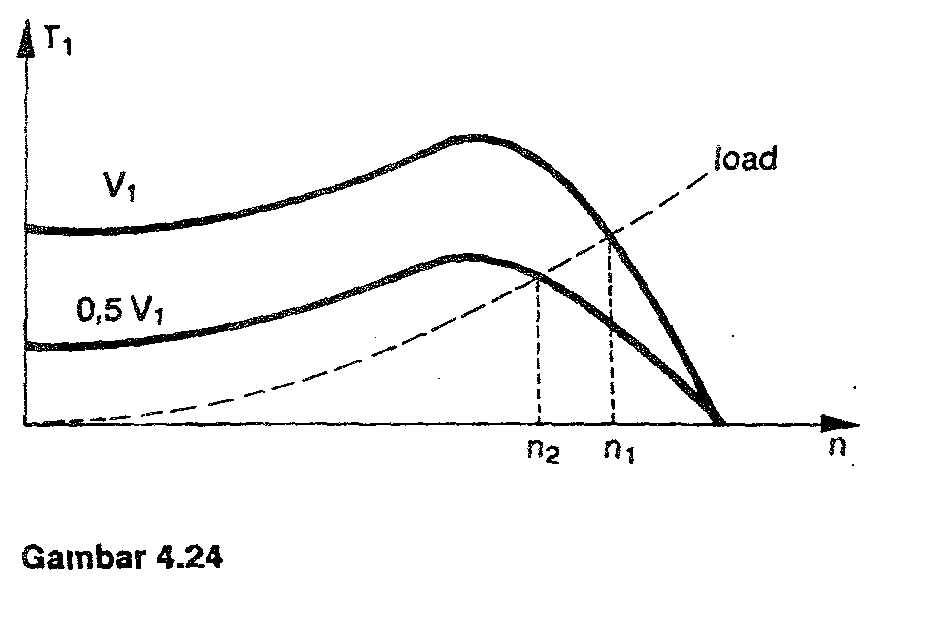 T₁
load
V₁
0,5 V₁
n₂ n₁ n
Gambar 4.24